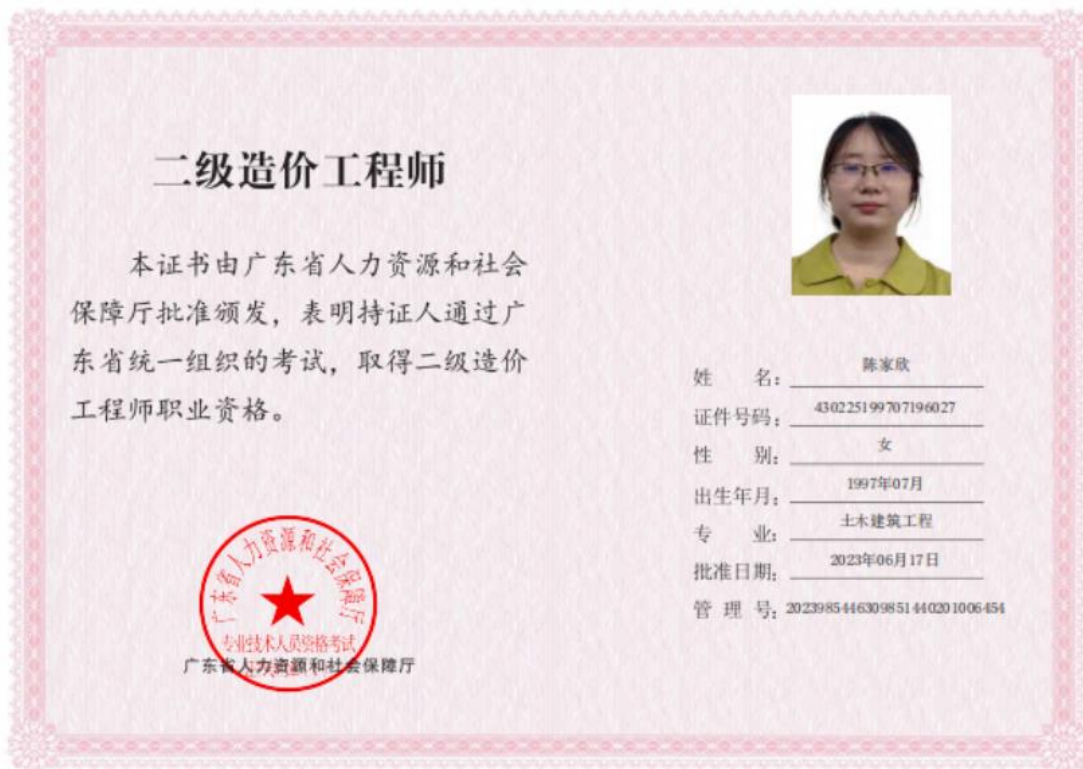 二级造价工程师
本证书由广东省人力资源和社会
保障厅批准颁发，表明持证人通过广
东省统一组织的考试，取得二级造价
工程师职业资格。
广东省人力资源和社会保障厅
专业技术人员资格考试
广东省人力资源和社会保障厅
姓名：陈家欣
证件号码：430225199707196027
性别：女
出生年月：1997年07月
专业：土木建筑工程
批准日期：2023年06月17日
管理号：2023985446309851440201006454